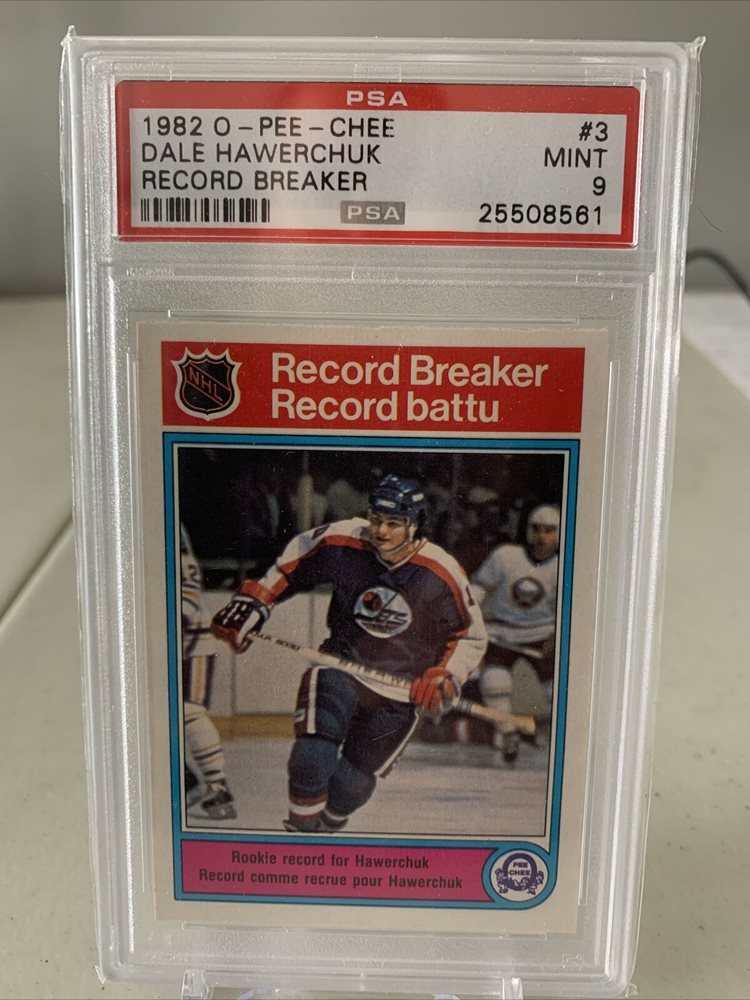 PSA
1982 O-PEE-CHEE #3
DALE HAWERCHUK MINT
RECORD BREAKER 9
PSA 25508561
NHL
Record Breaker
Record battu
JETS
Rookie record for Hawerchuk
Record comme recrue pour Hawerchuk
PEE
CHEE